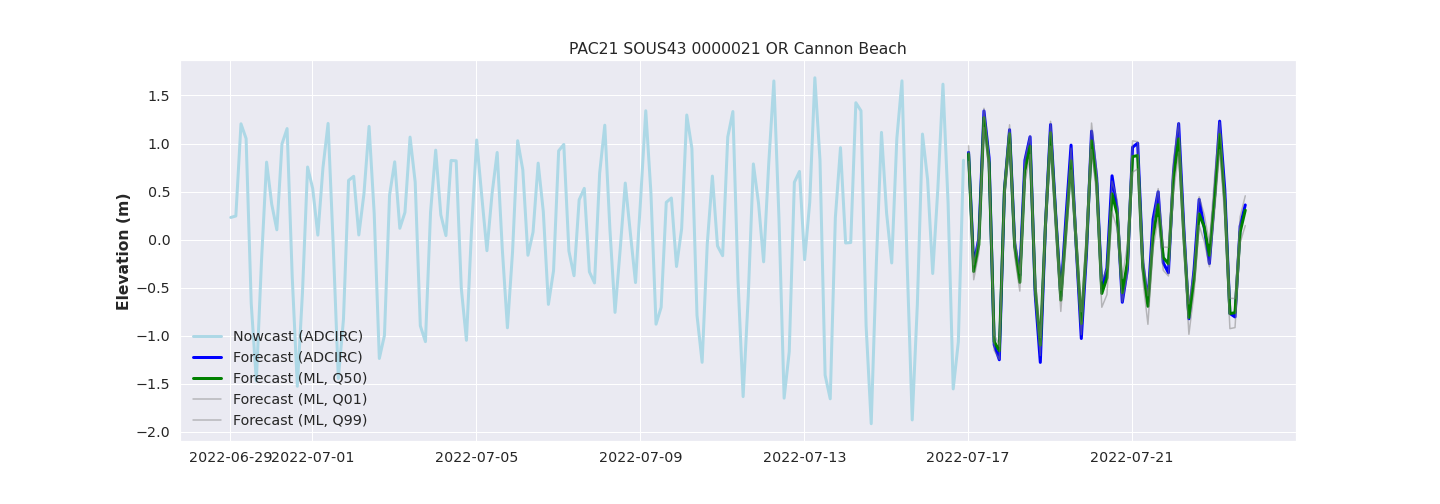 PAC21 SOUS43 0000021 OR Cannon Beach
Elevation (m)
1.5
1.0
0.5
0.0
−0.5
−1.0
−1.5
−2.0
Nowcast (ADCIRC)
Forecast (ADCIRC)
Forecast (ML, Q50)
Forecast (ML, Q01)
Forecast (ML, Q99)
2022-06-29 2022-07-01 2022-07-05 2022-07-09 2022-07-13 2022-07-17 2022-07-21